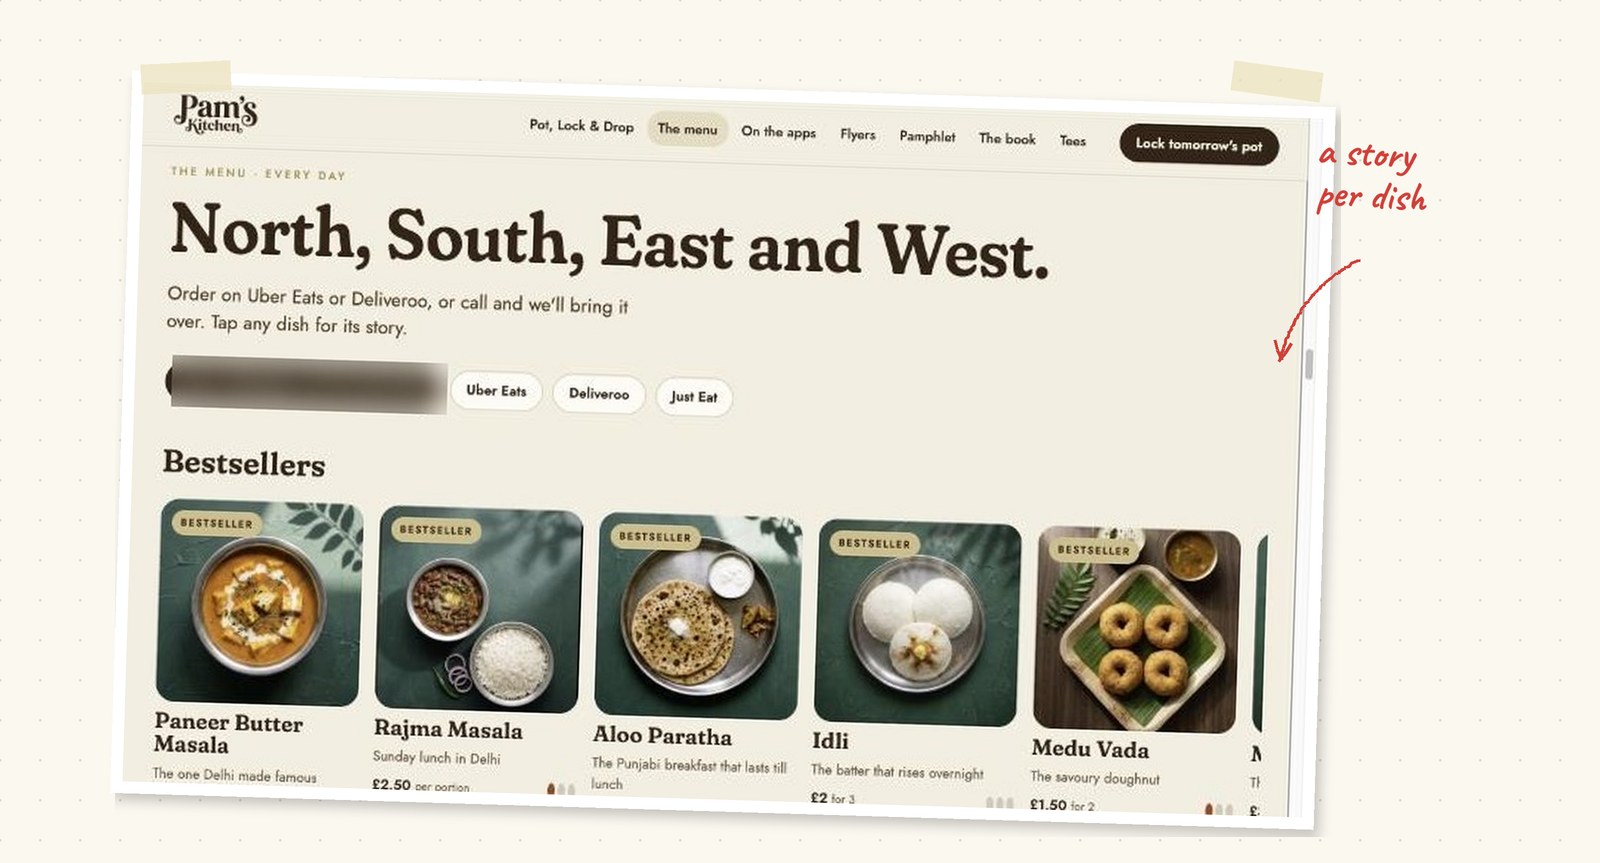 Pam's
Kitchen
Pot, Lock & Drop
The menu
On the apps
Flyers
Pamphlet
The book
Tees
Lock tomorrow's pot
a story
per dish
THE MENU · EVERY DAY
North, South, East and West.
Order on Uber Eats or Deliveroo, or call and we'll bring it
over. Tap any dish for its story.
Uber Eats
Deliveroo
Just Eat
Bestsellers
BESTSELLER
BESTSELLER
BESTSELLER
BESTSELLER
BESTSELLER
Paneer Butter
Masala
The one Delhi made famous
Rajma Masala
Sunday lunch in Delhi
£2.50 per portion
Aloo Paratha
The Punjabi breakfast that lasts till
lunch
Idli
The batter that rises overnight
£2 for 3
Medu Vada
The savoury doughnut
£1.50 for 2